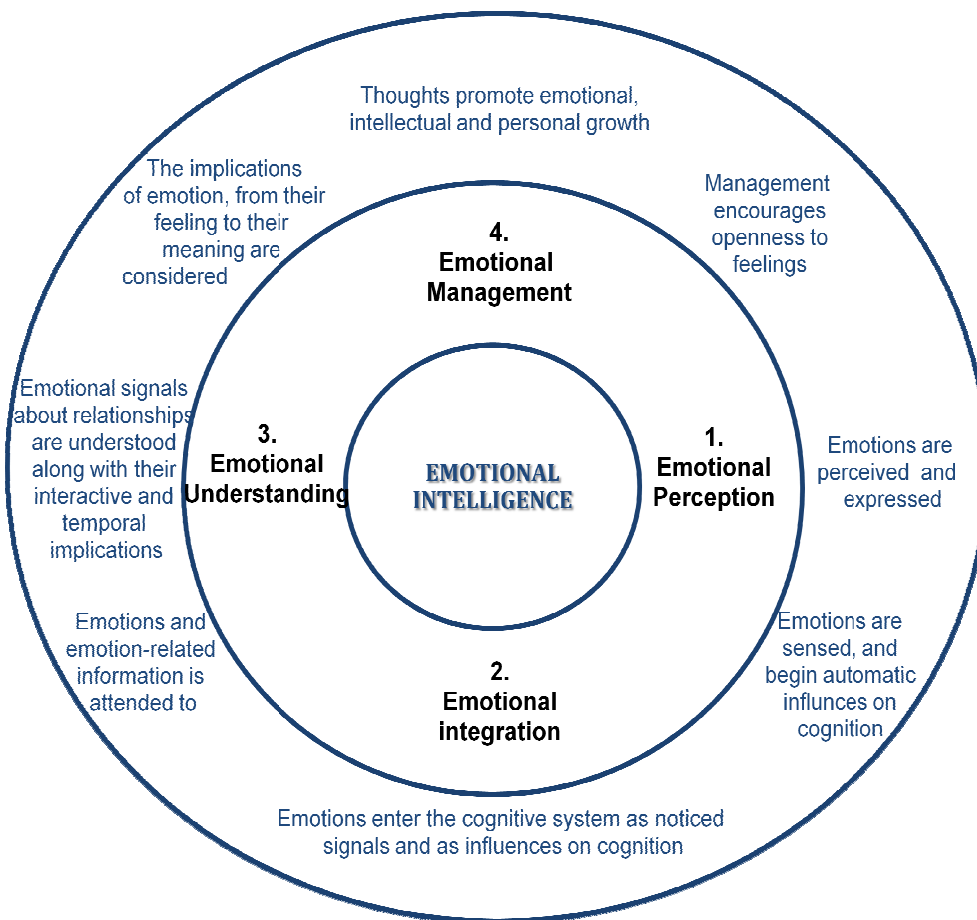 Thoughts promote emotional,
intellectual and personal growth
The implications
of emotion, from their
feeling to their
meaning are
considered
Management
encourages
openness to
feelings
4.
Emotional
Management
Emotional signals
about relationships
are understood
along with their
interactive and
temporal
implications
3.
Emotional
Understanding
EMOTIONAL
INTELLIGENCE
1.
Emotional
Perception
Emotions are
perceived and
expressed
Emotions and
emotion-related
information is
attended to
2.
Emotional
integration
Emotions are
sensed, and
begin automatic
influnces on
cognition
Emotions enter the cognitive system as noticed
signals and as influences on cognition